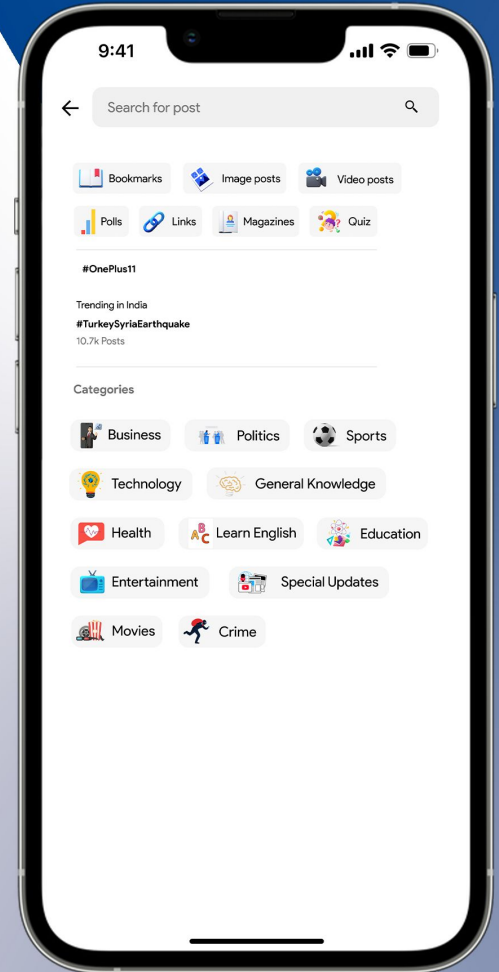 9:41
Search for post
Bookmarks Image posts Video posts
Polls Links Magazines Quiz
#OnePlus11
Trending in India
#TurkeySyriaEarthquake
10.7k Posts
Categories
Business Politics Sports
Technology General Knowledge
Health A B C Learn English Education
Entertainment Special Updates
Movies Crime